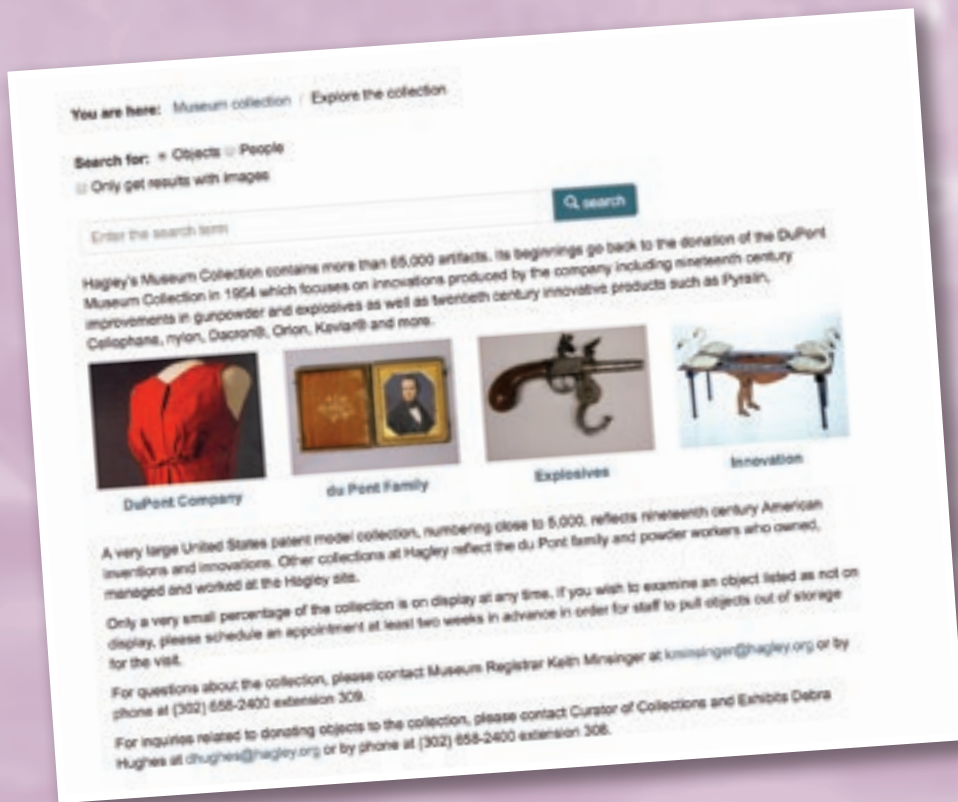 You are here: Museum collection / Explore the collection
Search for: Objects People
Only get results with images
Enter the search term
search
Hagley's Museum Collection contains more than 65,000 artifacts. Its beginnings go back to the donation of the DuPont
Museum Collection in 1954 which focuses on innovations produced by the company including nineteenth century
improvements in gunpowder and explosives as well as twentieth century innovative products such as Pyralin,
Cellophane, nylon, Dacron®, Orlon, Kevlar® and more.
DuPont Company
du Pont Family
Explosives
Innovation
A very large United States patent model collection, numbering close to 5,000, reflects nineteenth century American
inventions and innovations. Other collections at Hagley reflect the du Pont family and powder workers who owned,
managed and worked at the Hagley site.
Only a very small percentage of the collection is on display at any time. If you wish to examine an object listed as not on
display, please schedule an appointment at least two weeks in advance in order for staff to pull objects out of storage
for the visit.
For questions about the collection, please contact Museum Registrar Keith Minsinger at kminsinger@hagley.org or by
phone at (302) 658-2400 extension 309.
For inquiries related to donating objects to the collection, please contact Curator of Collections and Exhibits Debra
Hughes at dhughes@hagley.org or by phone at (302) 658-2400 extension 308.